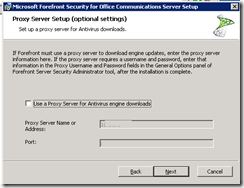 Microsoft Forefront Security for Office Communications Server Setup
Proxy Server Setup (optional settings)
Set up a proxy server for Antivirus downloads.
If Forefront must use a proxy server to download engine updates, enter the proxy server
information here. If the proxy server requires a username and password, enter that
information in the Proxy Username and Password fields in the General Options panel of
Forefront Server Security Administrator tool, after the installation is complete.
Use a Proxy Server for Antivirus engine downloads
Proxy Server Name or
Address:
Port:
Back Next Cancel